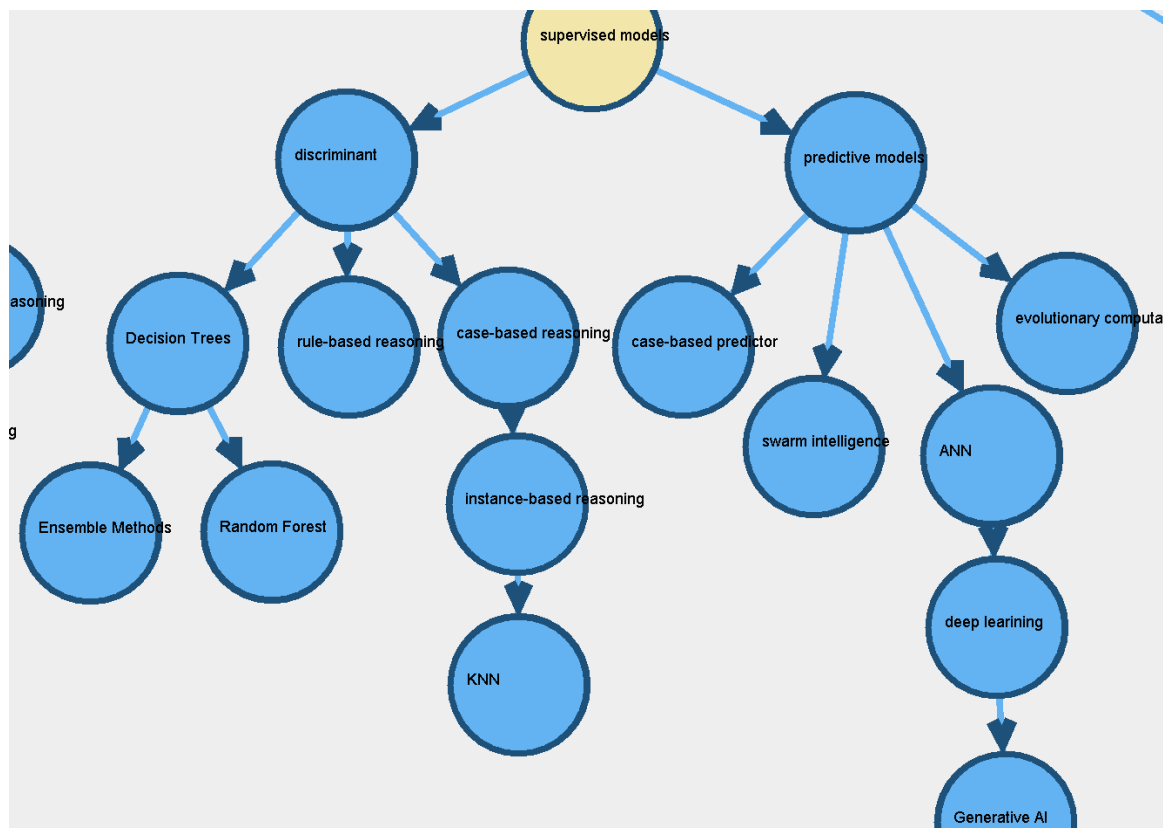 supervised models
discriminant
predictive models
asoning
Decision Trees
rule-based reasoning
case-based reasoning
case-based predictor
evolutionary computa
g
swarm intelligence
ANN
Ensemble Methods
Random Forest
instance-based reasoning
deep learining
KNN
Generative AI